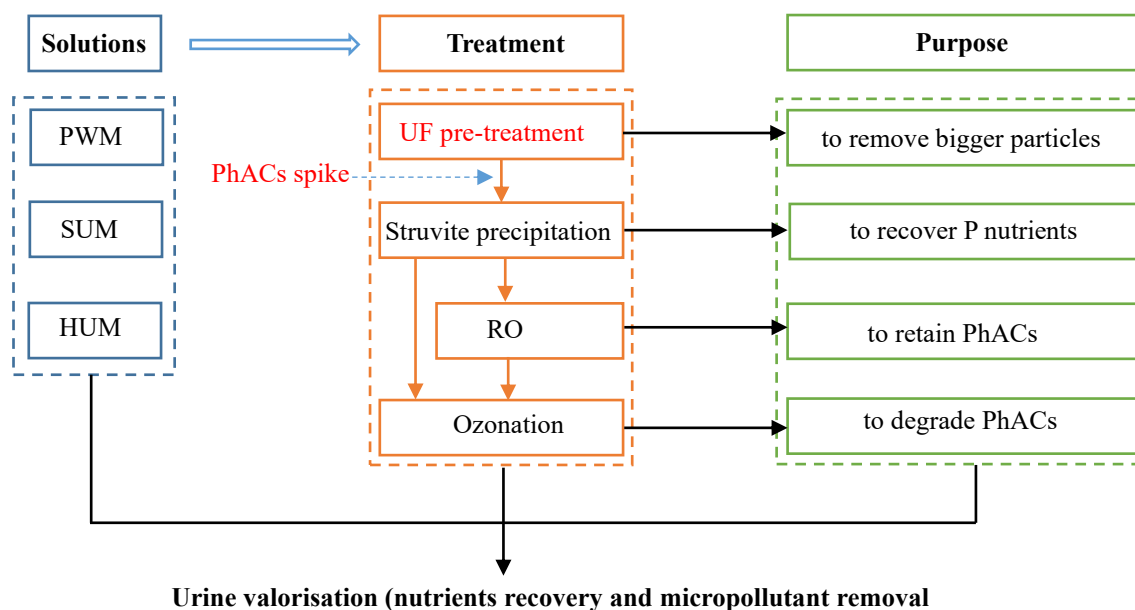 Solutions
Treatment
Purpose
PWM
UF pre-treatment
to remove bigger particles
PhACs spike
SUM
Struvite precipitation
to recover P nutrients
HUM
RO
to retain PhACs
Ozonation
to degrade PhACs
Urine valorisation (nutrients recovery and micropollutant removal